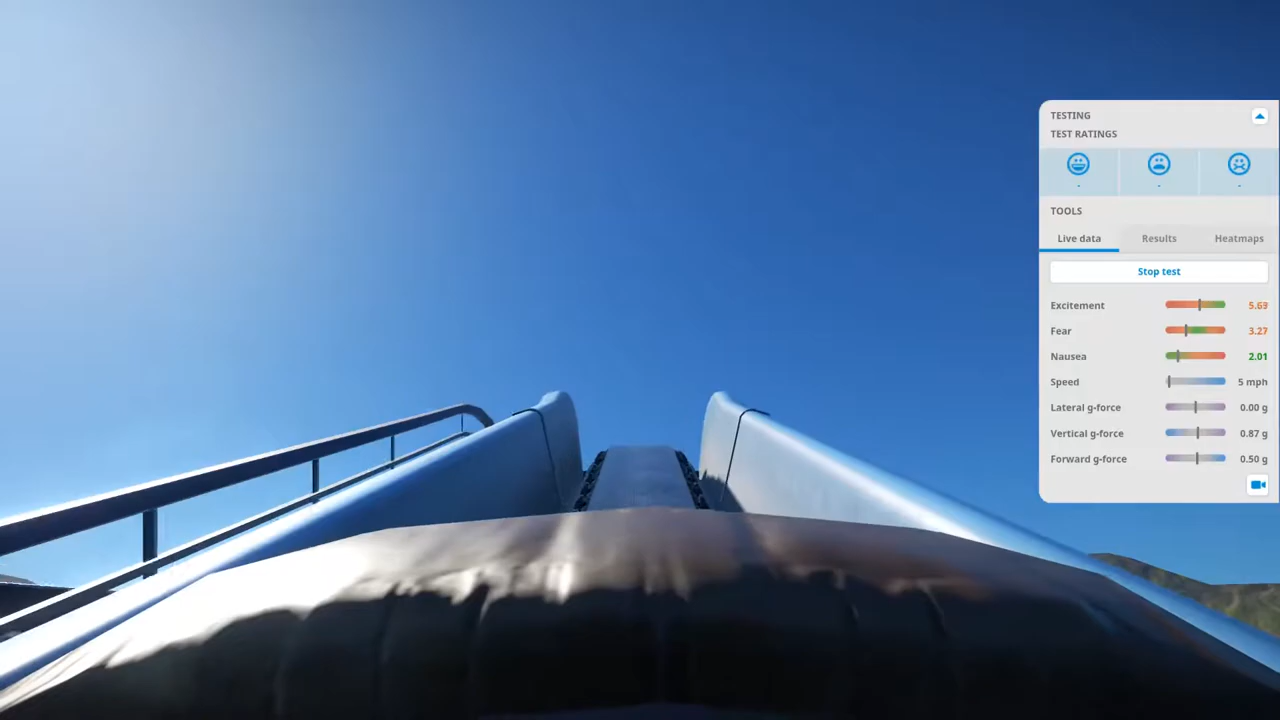 TESTING
TEST RATINGS
- - -
TOOLS
Live data Results Heatmaps
Stop test
Excitement 5.69
Fear 3.27
Nausea 2.01
Speed 5 mph
Lateral g-force 0.00 g
Vertical g-force 0.87 g
Forward g-force 0.50 g